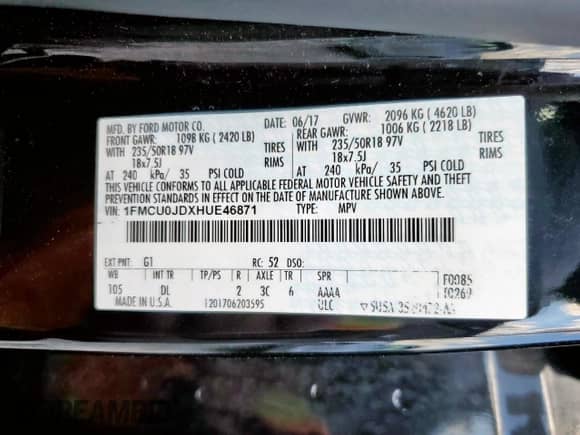 MFD. BY FORD MOTOR CO.
DATE: 06/17 GVWR: 2096 KG (4620 LB)
FRONT GAWR: 1098 KG (2420 LB) REAR GAWR: 1006 KG (2218 LB)
WITH 235/50R18 97V TIRES WITH 235/50R18 97V TIRES
18x7.5J 18x7.5J
AT 240 kPa/ 35 PSI COLD AT 240 kPa/ 35 PSI COLD
THIS VEHICLE CONFORMS TO ALL APPLICABLE FEDERAL MOTOR VEHICLE SAFETY AND THEFT
PREVENTION STANDARDS IN EFFECT ON THE DATE OF MANUFACTURE SHOWN ABOVE.
VIN: 1FMCU0JDXHUE46871 TYPE: MPV
EXT PNT: G1 RC: 52 DSO:
WB INT TR TP/PS R AXLE TR SPR F0085
105 DL 2 3C 6 AAAA
MADE IN U.S.A. 1201706203595 ULC